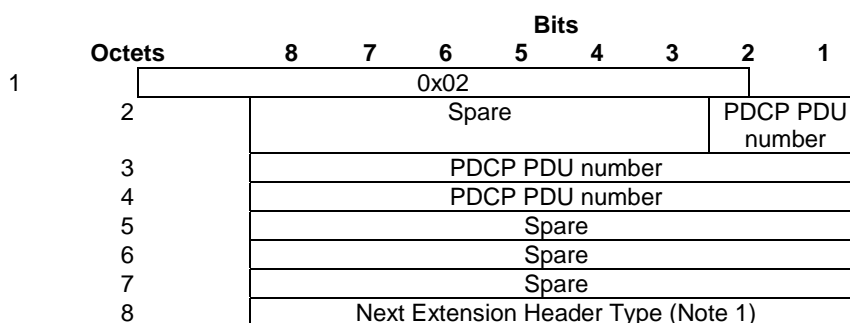 Bits
Octets 8 7 6 5 4 3 2 1
1 0x02
2 Spare PDCP PDU
number
3 PDCP PDU number
4 PDCP PDU number
5 Spare
6 Spare
7 Spare
8 Next Extension Header Type (Note 1)